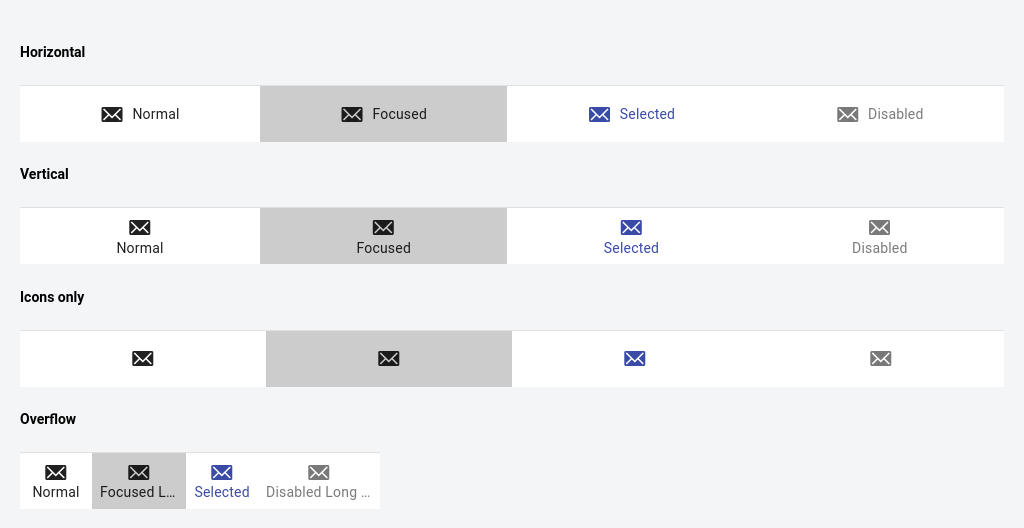 Horizontal
Normal Focused Selected Disabled
Vertical
Normal Focused Selected Disabled
Icons only
Overflow
Normal Focused L... Selected Disabled Long ...